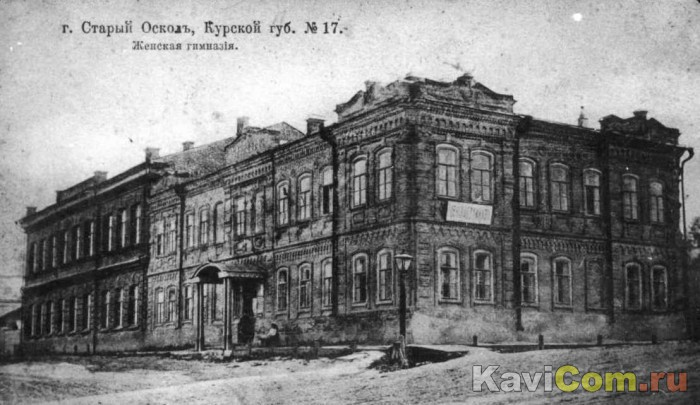 г. Старый Осколъ, Курской губ. № 17.-
Женская гимназія.
KaviCom.ru